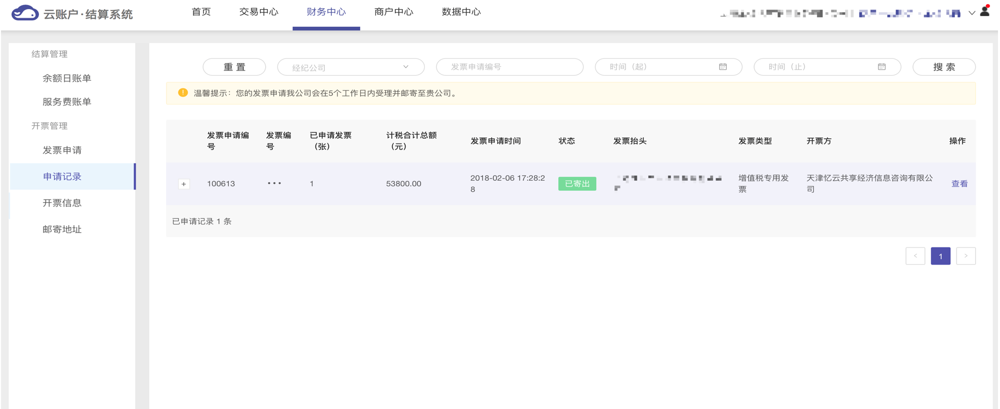 云账户·结算系统
首页 交易中心 财务中心 商户中心 数据中心
结算管理
余额日账单
服务费账单
开票管理
发票申请
申请记录
开票信息
邮寄地址
重 置 经纪公司 发票申请编号 时间（起） 时间（止） 搜 索
温馨提示：您的发票申请我公司会在5个工作日内受理并邮寄至贵公司。
发票申请编号 发票编号 已申请发票（张） 计税合计总额（元） 发票申请时间 状态 发票抬头 发票类型 开票方 操作
+ 100613 ••• 1 53800.00 2018-02-06 17:28:28 已寄出 增值税专用发票 天津忆云共享经济信息咨询有限公司 查看
已申请记录 1 条
< 1 >